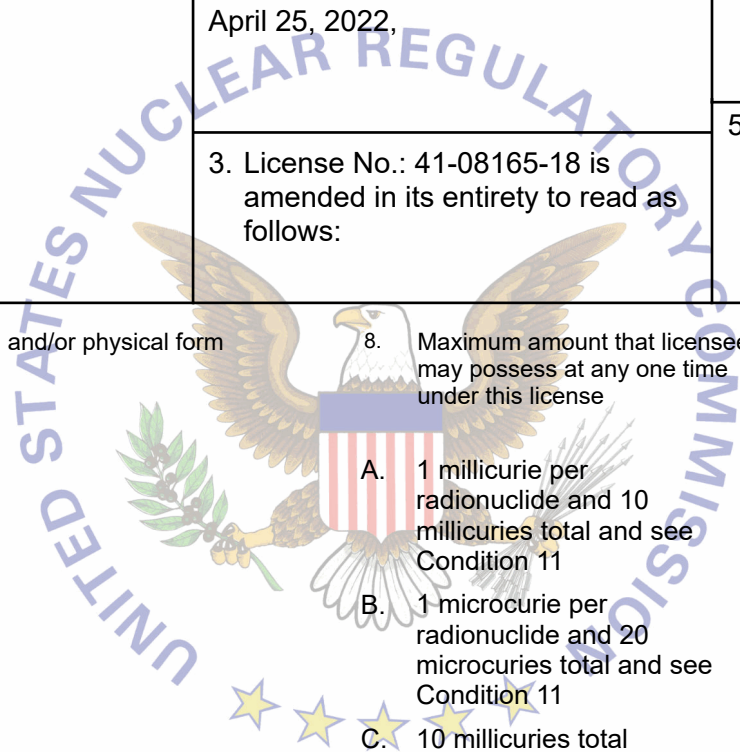 April 25, 2022,
5
3. License No.: 41-08165-18 is
amended in its entirety to read as
follows:
and/or physical form
8. Maximum amount that licensee
may possess at any one time
under this license
A. 1 millicurie per
radionuclide and 10
millicuries total and see
Condition 11
B. 1 microcurie per
radionuclide and 20
microcuries total and see
Condition 11
C. 10 millicuries total
UNITED STATES NUCLEAR REGULATORY COMMISSION